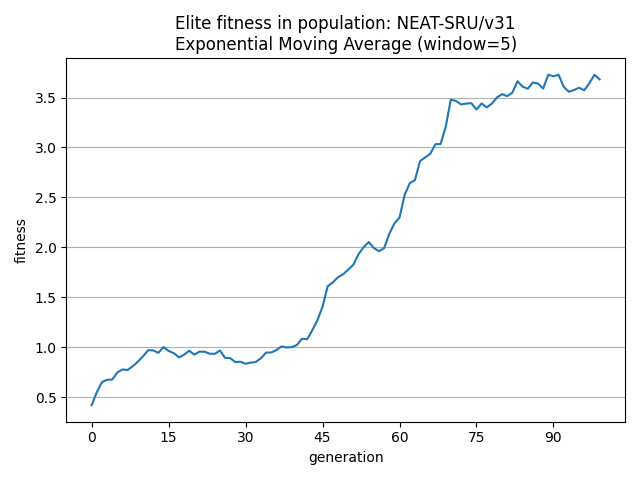 Elite fitness in population: NEAT-SRU/v31
Exponential Moving Average (window=5)
fitness
3.5
3.0
2.5
2.0
1.5
1.0
0.5
0 15 30 45 60 75 90
generation